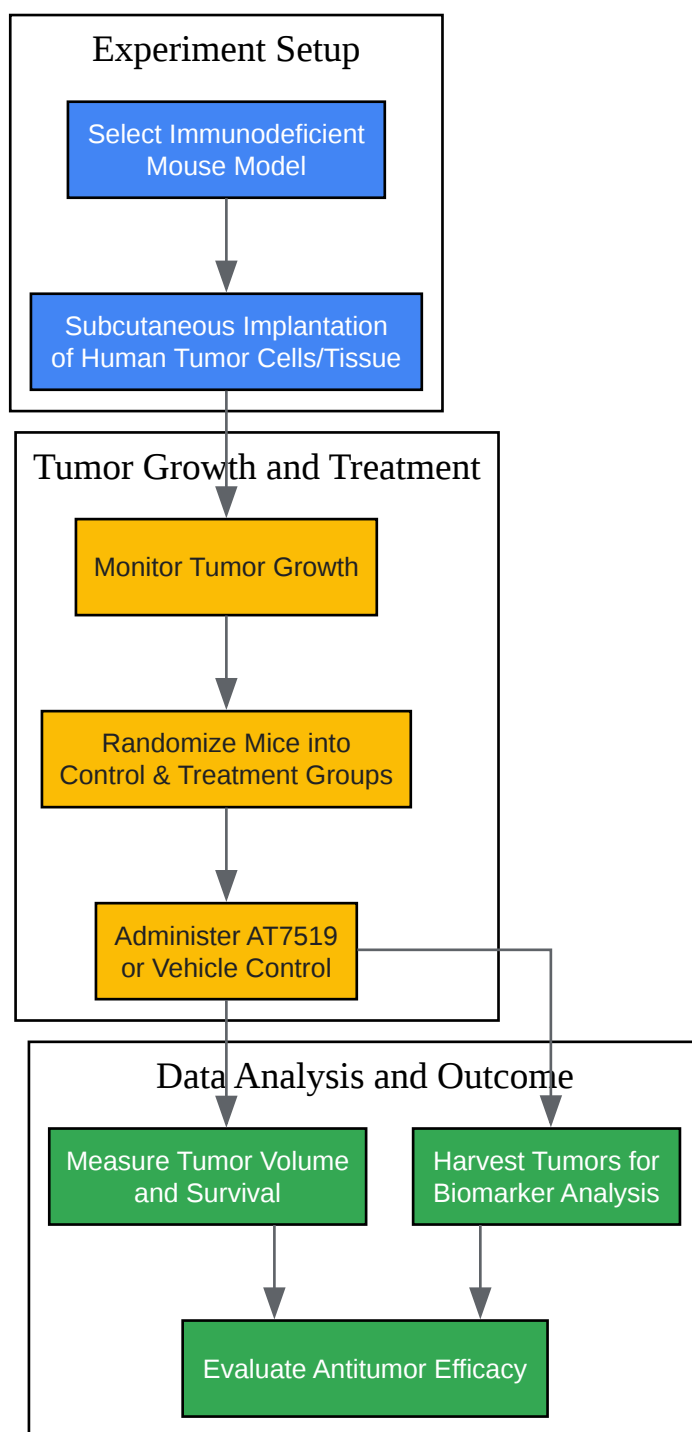 Experiment Setup
Select Immunodeficient
Mouse Model
Subcutaneous Implantation
of Human Tumor Cells/Tissue
Tumor Growth and Treatment
Monitor Tumor Growth
Randomize Mice into
Control & Treatment Groups
Administer AT7519
or Vehicle Control
Data Analysis and Outcome
Measure Tumor Volume
and Survival
Harvest Tumors for
Biomarker Analysis
Evaluate Antitumor Efficacy